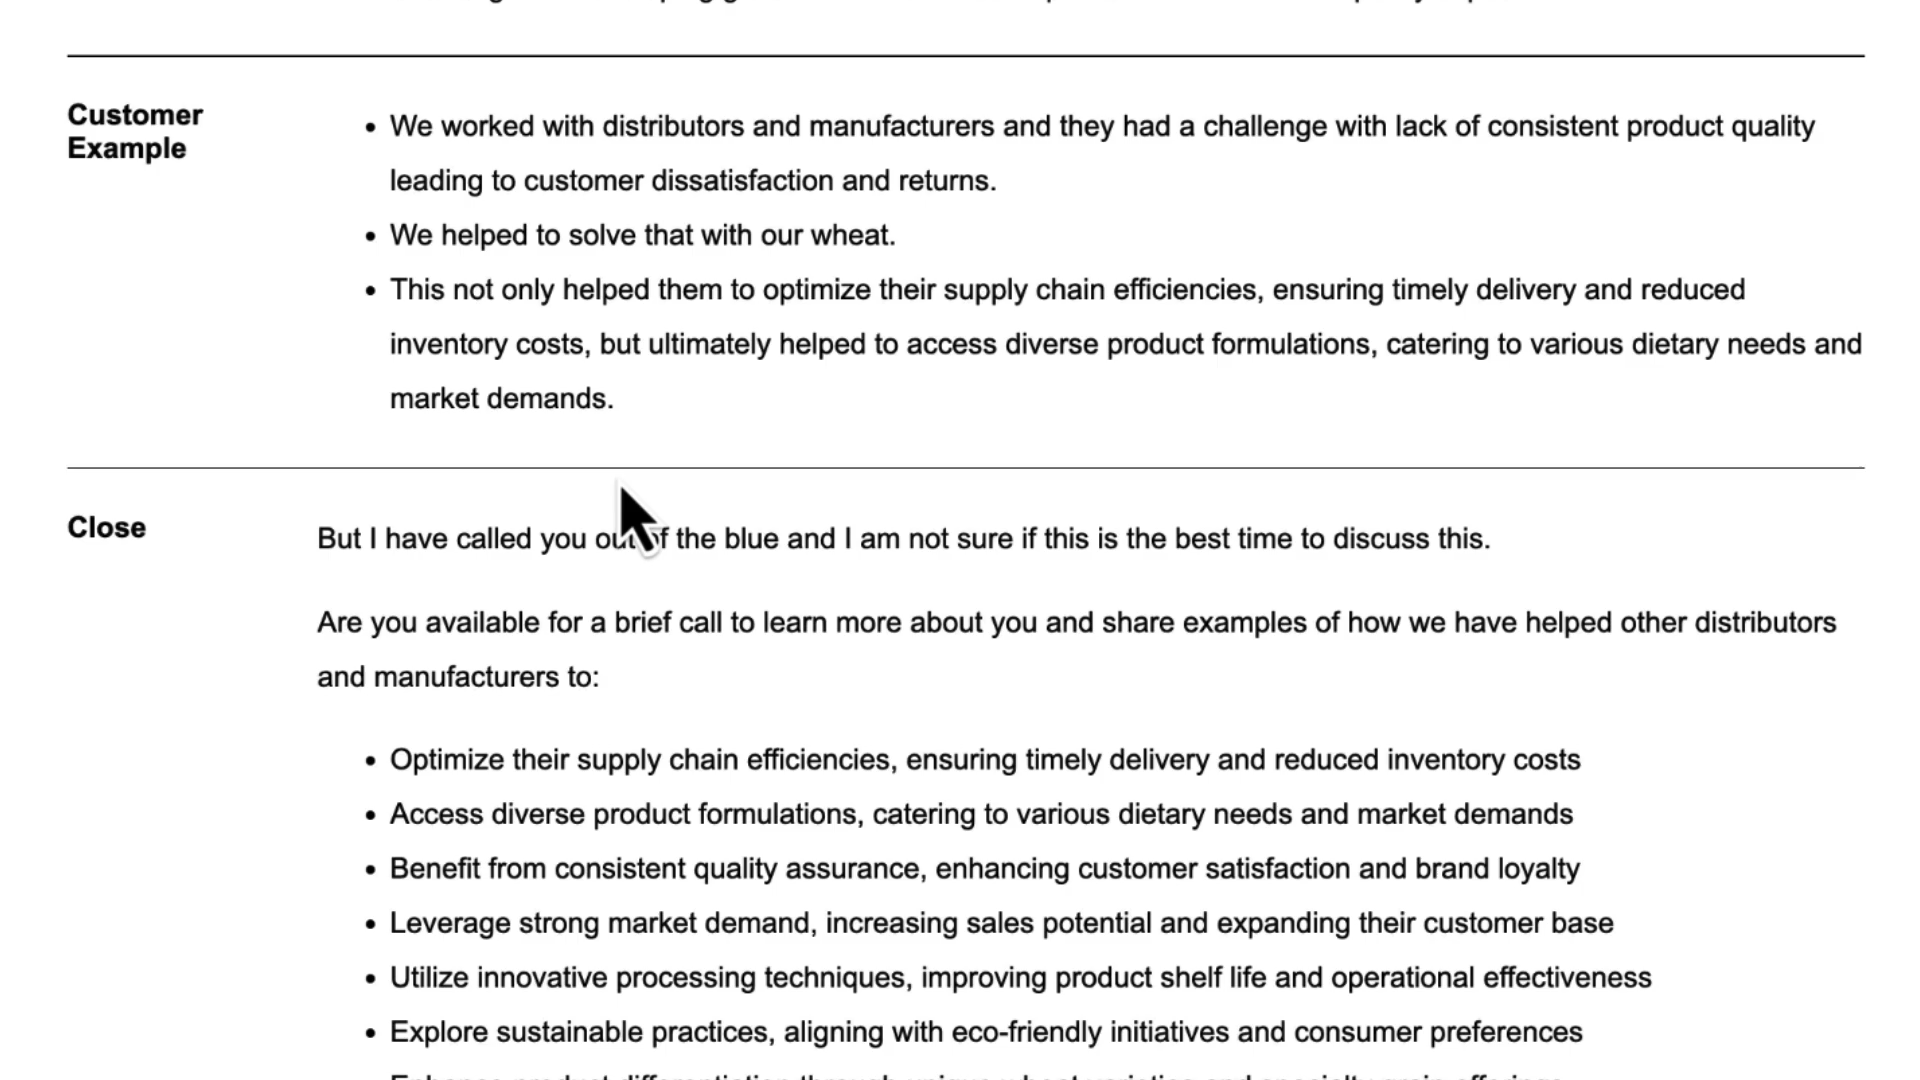 Customer
Example
• We worked with distributors and manufacturers and they had a challenge with lack of consistent product quality
leading to customer dissatisfaction and returns.
• We helped to solve that with our wheat.
• This not only helped them to optimize their supply chain efficiencies, ensuring timely delivery and reduced
inventory costs, but ultimately helped to access diverse product formulations, catering to various dietary needs and
market demands.
Close
But I have called you out of the blue and I am not sure if this is the best time to discuss this.
Are you available for a brief call to learn more about you and share examples of how we have helped other distributors
and manufacturers to:
• Optimize their supply chain efficiencies, ensuring timely delivery and reduced inventory costs
• Access diverse product formulations, catering to various dietary needs and market demands
• Benefit from consistent quality assurance, enhancing customer satisfaction and brand loyalty
• Leverage strong market demand, increasing sales potential and expanding their customer base
• Utilize innovative processing techniques, improving product shelf life and operational effectiveness
• Explore sustainable practices, aligning with eco-friendly initiatives and consumer preferences